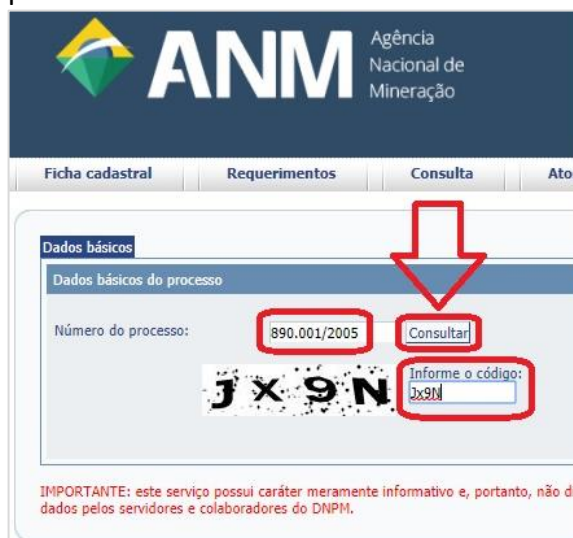 ANM
Agência
Nacional de
Mineração
Ficha cadastral Requerimentos Consulta Ato
Dados básicos
Dados básicos do processo
Número do processo: 890.001/2005 Consultar
JX9N
Informe o código:
Jx9N
IMPORTANTE: este serviço possui caráter meramente informativo e, portanto, não d
dados pelos servidores e colaboradores do DNPM.